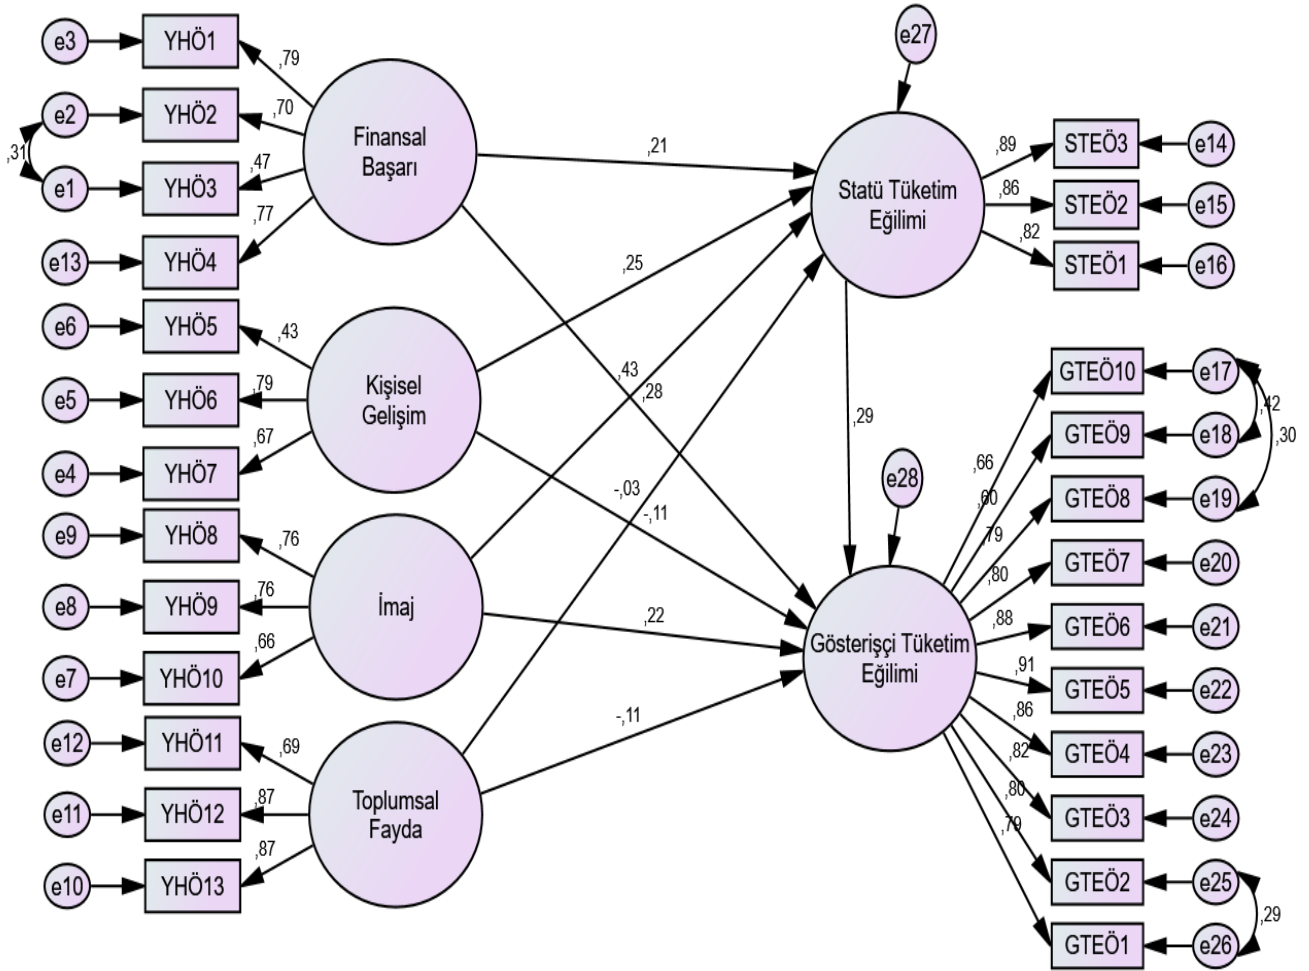 e3
YHÖ1
,79
e2
YHÖ2
,70
,31
e1
YHÖ3
,47
e13
YHÖ4
,77
Finansal
Başarı
e6
YHÖ5
,43
e5
YHÖ6
,79
e4
YHÖ7
,67
Kişisel
Gelişim
e9
YHÖ8
,76
e8
YHÖ9
,76
e7
YHÖ10
,66
İmaj
e12
YHÖ11
,69
e11
YHÖ12
,87
e10
YHÖ13
,87
Toplumsal
Fayda
,21
,25
,43
,28
-,03
-,11
,22
-,11
,29
e27
Statü Tüketim
Eğilimi
,89
STEÖ3
e14
,86
STEÖ2
e15
,82
STEÖ1
e16
e28
Gösterişçi Tüketim
Eğilimi
,66
GTEÖ10
e17
,60
GTEÖ9
e18
,79
GTEÖ8
e19
,42
,30
,80
GTEÖ7
e20
,88
GTEÖ6
e21
,91
GTEÖ5
e22
,86
GTEÖ4
e23
,82
GTEÖ3
e24
,80
GTEÖ2
e25
,79
GTEÖ1
e26
,29